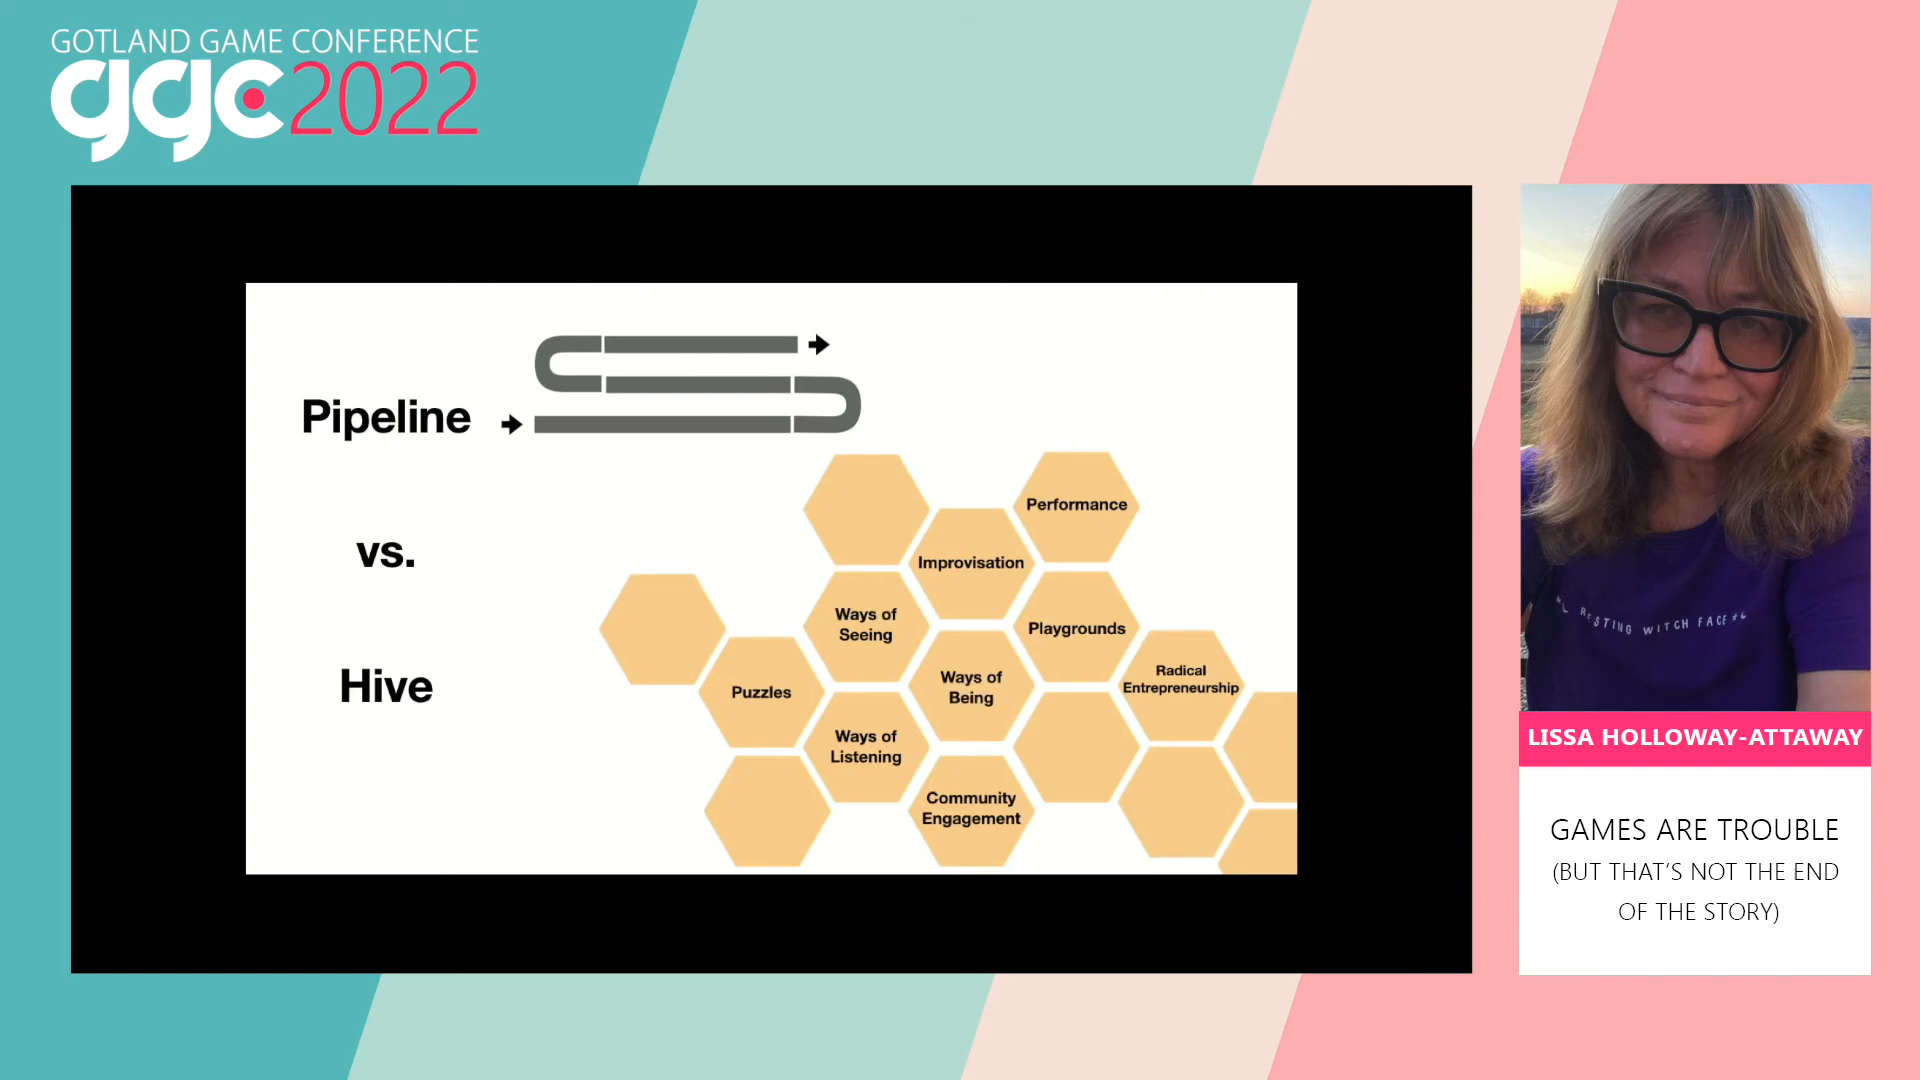 GOTLAND GAME CONFERENCE
ggc2022
Pipeline
vs.
Hive
Performance
Improvisation
Ways of
Seeing
Playgrounds
Radical
Entrepreneurship
Puzzles
Ways of
Being
Ways of
Listening
Community
Engagement
RESTING WITCH FACE
LISSA HOLLOWAY-ATTAWAY
GAMES ARE TROUBLE
(BUT THAT'S NOT THE END
OF THE STORY)